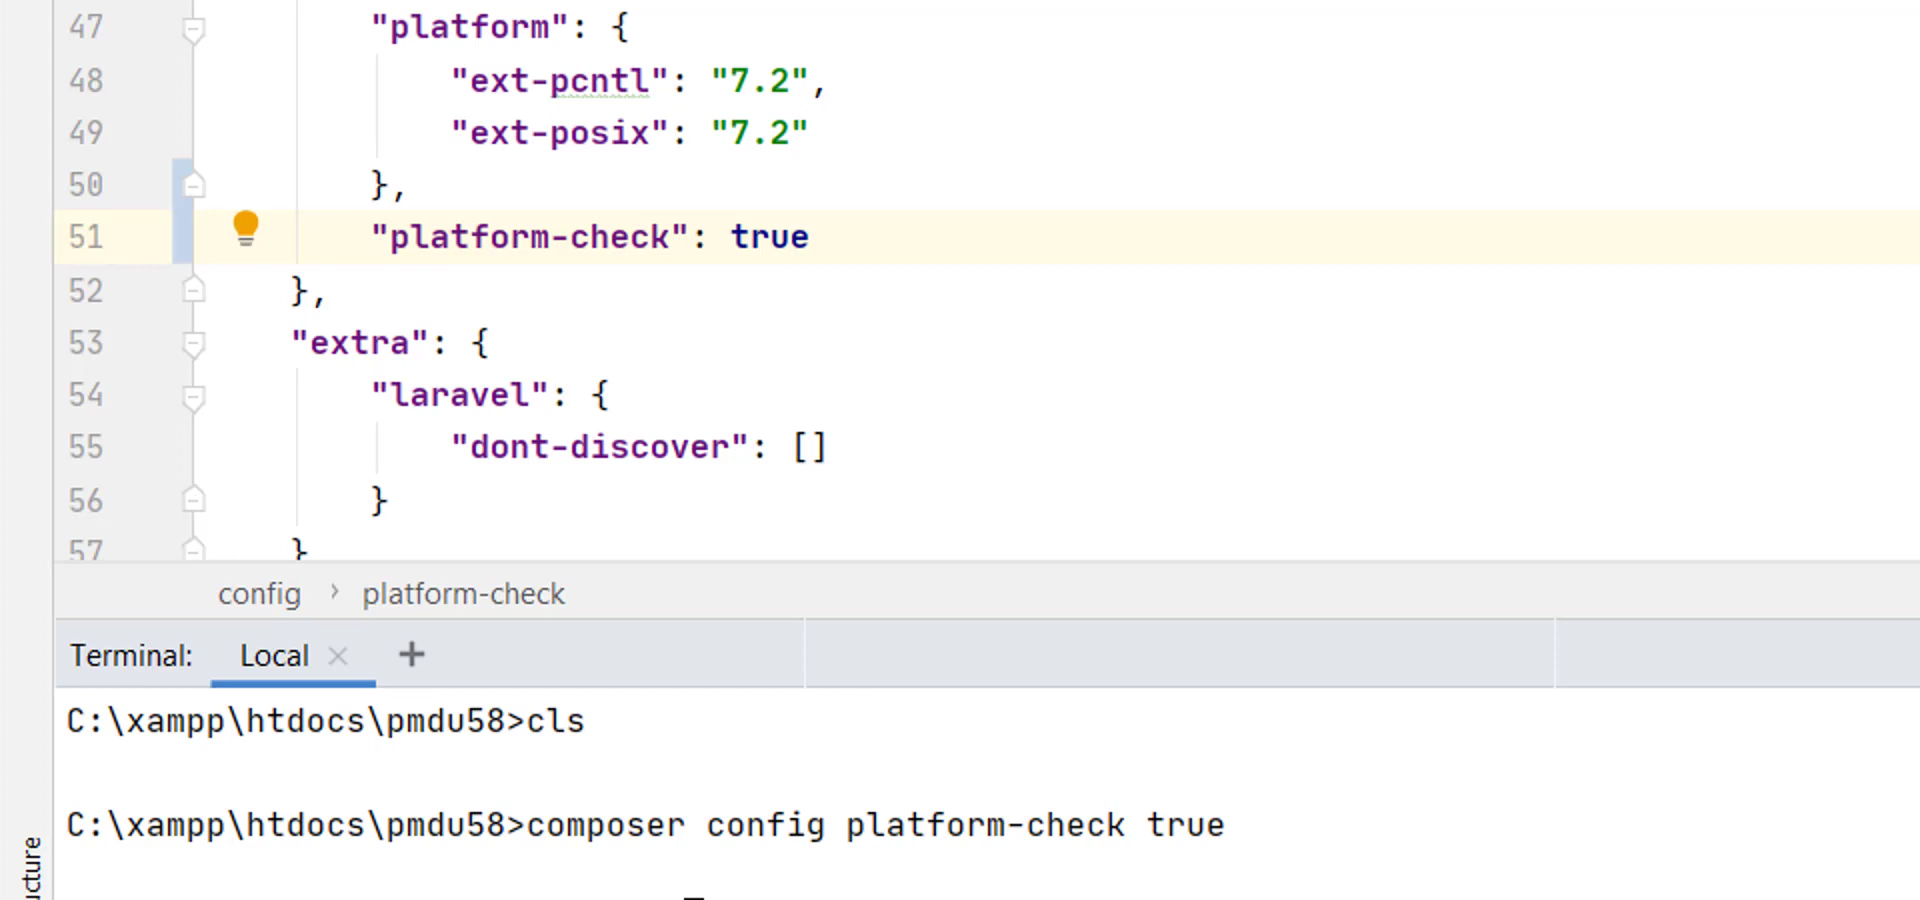 47 "platform": {
48 "ext-pcntl": "7.2",
49 "ext-posix": "7.2"
50 },
51 "platform-check": true
52 },
53 "extra": {
54 "laravel": {
55 "dont-discover": []
56 }
57 }
config › platform-check
Terminal: Local × +
C:\xampp\htdocs\pmdu58>cls
C:\xampp\htdocs\pmdu58>composer config platform-check true
ucture